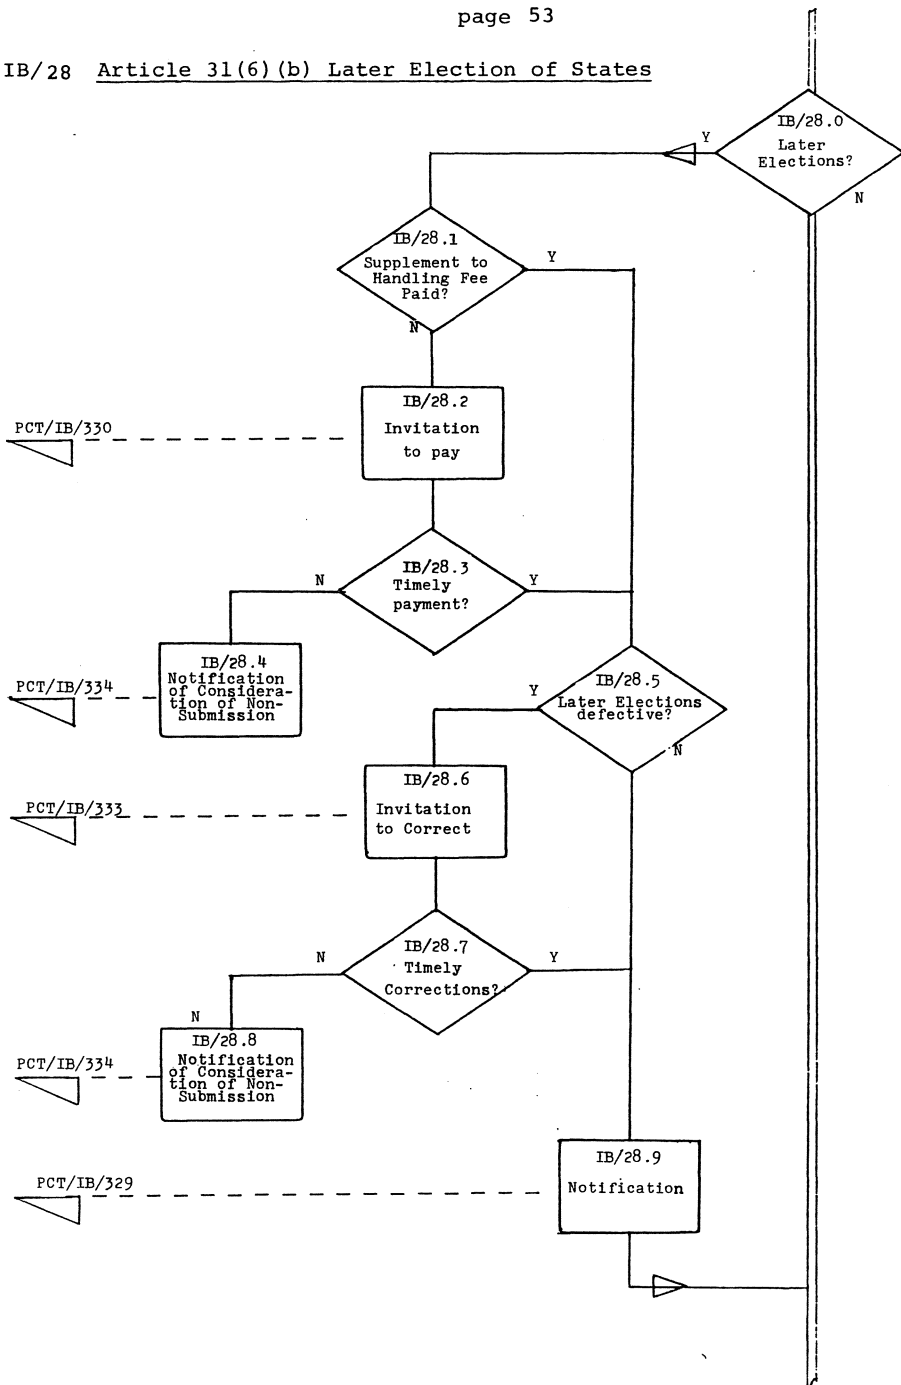 page 53
IB/28 Article 31(6)(b) Later Election of States
IB/28.0
Later
Elections?
Y
N
IB/28.1
Supplement to
Handling Fee
Paid?
Y
N
IB/28.2
Invitation
to pay
PCT/IB/330
IB/28.3
Timely
payment?
N
Y
IB/28.4
Notification
of Considera-
tion of Non-
Submission
PCT/IB/334
IB/28.5
Later Elections
defective?
Y
N
IB/28.6
Invitation
to Correct
PCT/IB/333
IB/28.7
Timely
Corrections?
N
Y
N
IB/28.8
Notification
of Considera-
tion of Non-
Submission
PCT/IB/334
IB/28.9
Notification
PCT/IB/329